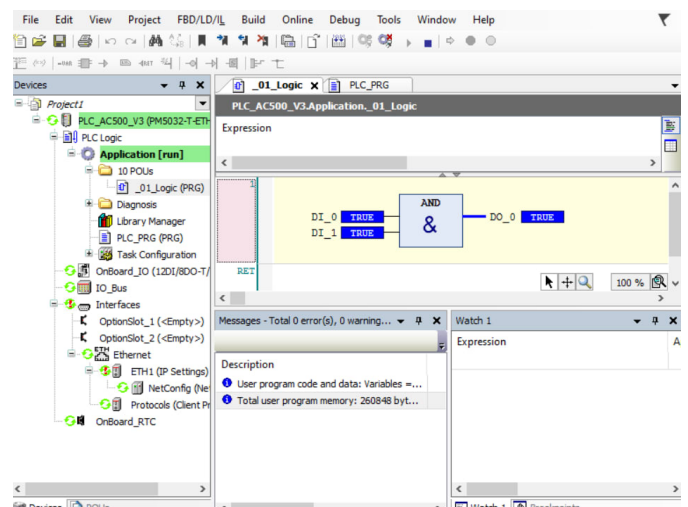 File Edit View Project FBD/LD/IL Build Online Debug Tools Window Help
Devices
_01_Logic X PLC_PRG
Project1
PLC_AC500_V3 (PM5032-T-ETH
PLC Logic
Application [run]
10 POUs
_01_Logic (PRG)
Diagnosis
Library Manager
PLC_PRG (PRG)
Task Configuration
OnBoard_IO (12DI/8DO-T/
IO_Bus
Interfaces
OptionSlot_1 (<Empty>)
OptionSlot_2 (<Empty>)
Ethernet
ETH1 (IP Settings)
NetConfig (Ne
Protocols (Client Pr
OnBoard_RTC
PLC_AC500_V3.Application._01_Logic
Expression
1
AND
&
DI_0 TRUE
DI_1 TRUE
DO_0 TRUE
RET
100 %
Messages - Total 0 error(s), 0 warning...
Description
User program code and data: Variables =...
Total user program memory: 260848 byt...
Watch 1
Expression A
Devices POUs
Watch 1 Breakpoints